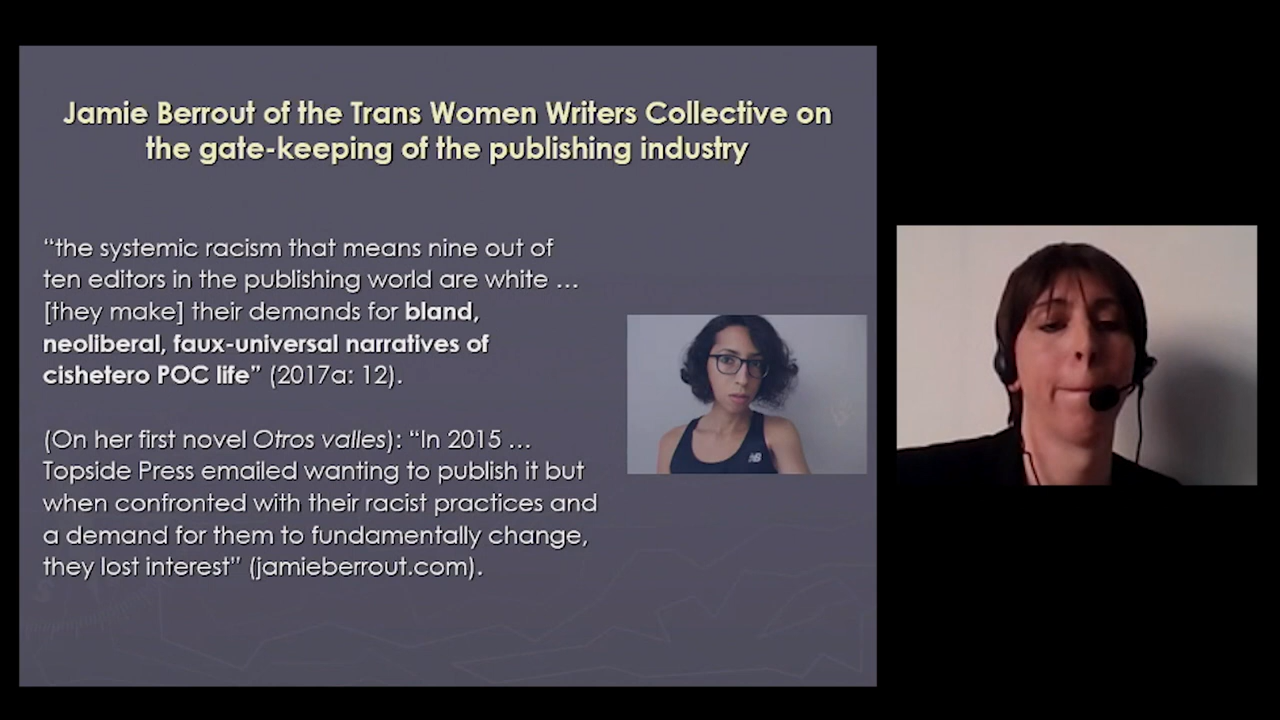 Jamie Berrout of the Trans Women Writers Collective on
the gate-keeping of the publishing industry
“the systemic racism that means nine out of
ten editors in the publishing world are white …
[they make] their demands for bland,
neoliberal, faux-universal narratives of
cishetero POC life” (2017a: 12).
(On her first novel Otros valles): “In 2015 …
Topside Press emailed wanting to publish it but
when confronted with their racist practices and
a demand for them to fundamentally change,
they lost interest” (jamieberrout.com).
NB